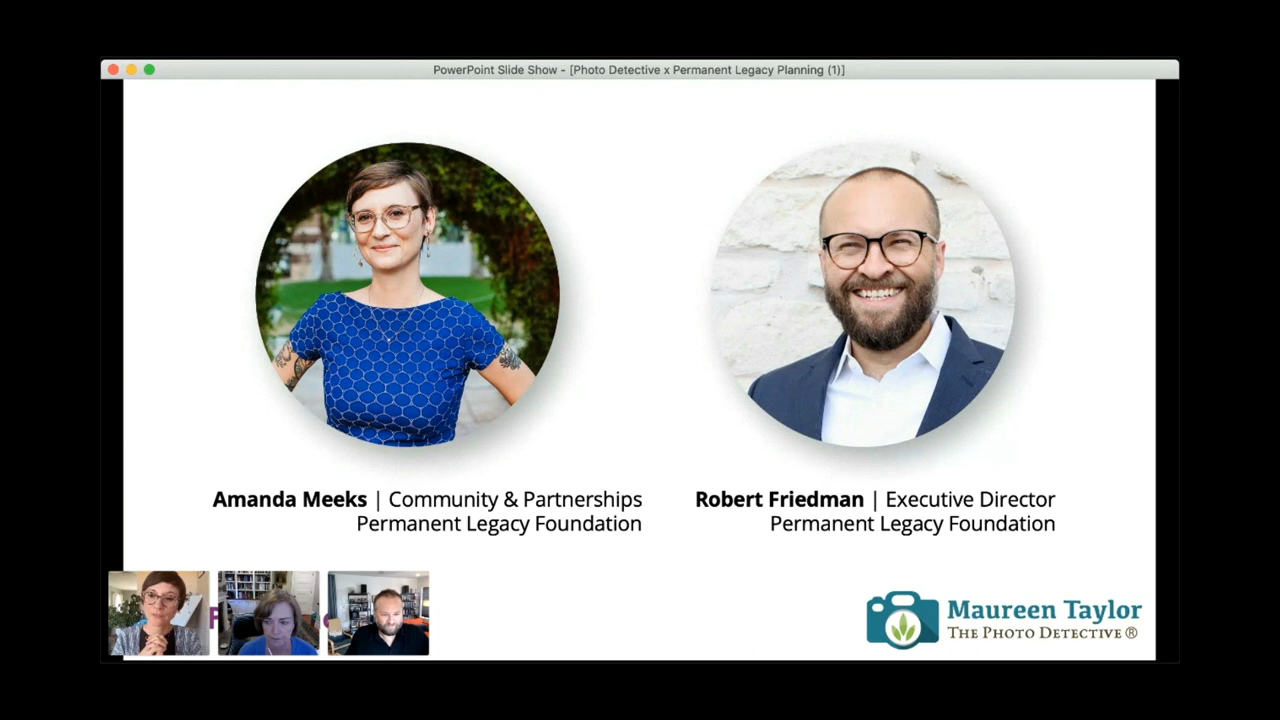 PowerPoint Slide Show - [Photo Detective x Permanent Legacy Planning (1)]
Amanda Meeks | Community & Partnerships
Permanent Legacy Foundation
Robert Friedman | Executive Director
Permanent Legacy Foundation
Maureen Taylor
THE PHOTO DETECTIVE ®